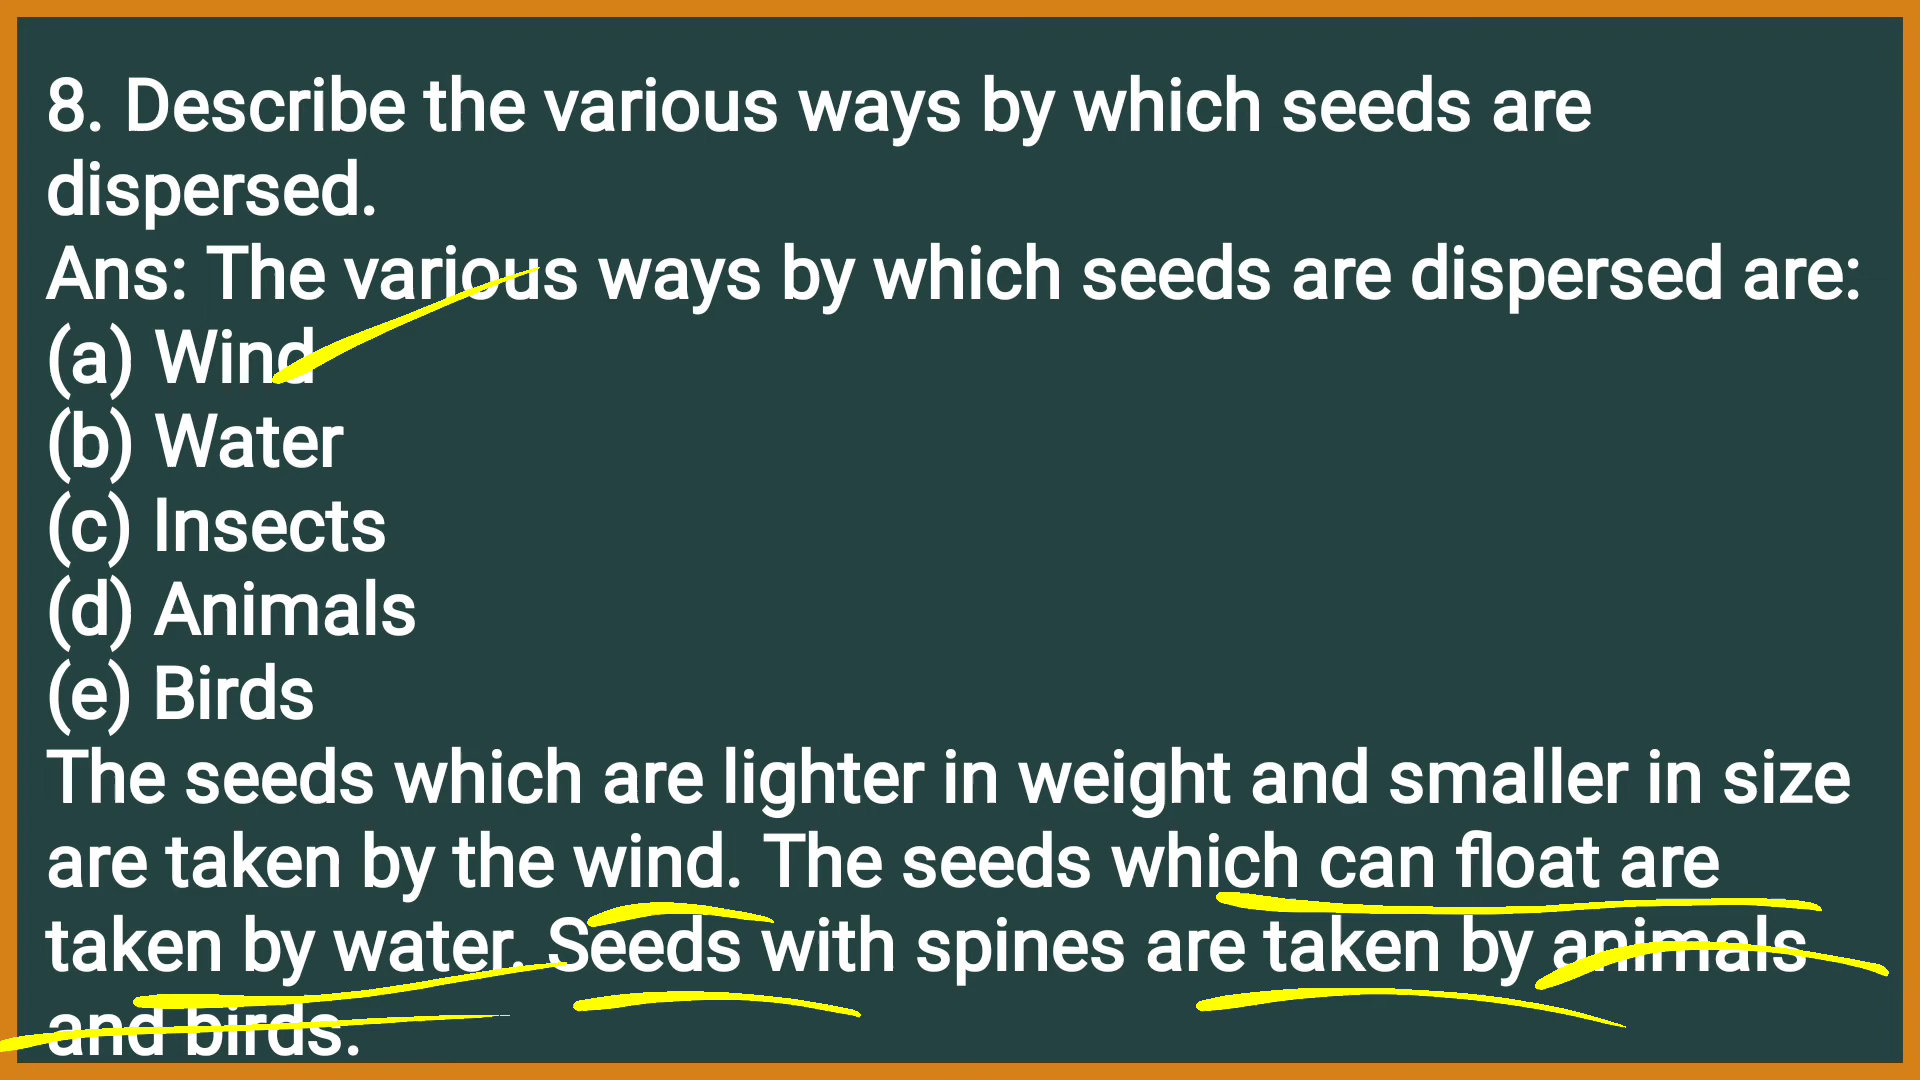 8. Describe the various ways by which seeds are
dispersed.
Ans: The various ways by which seeds are dispersed are:
(a) Wind
(b) Water
(c) Insects
(d) Animals
(e) Birds
The seeds which are lighter in weight and smaller in size
are taken by the wind. The seeds which can float are
taken by water. Seeds with spines are taken by animals
and birds.